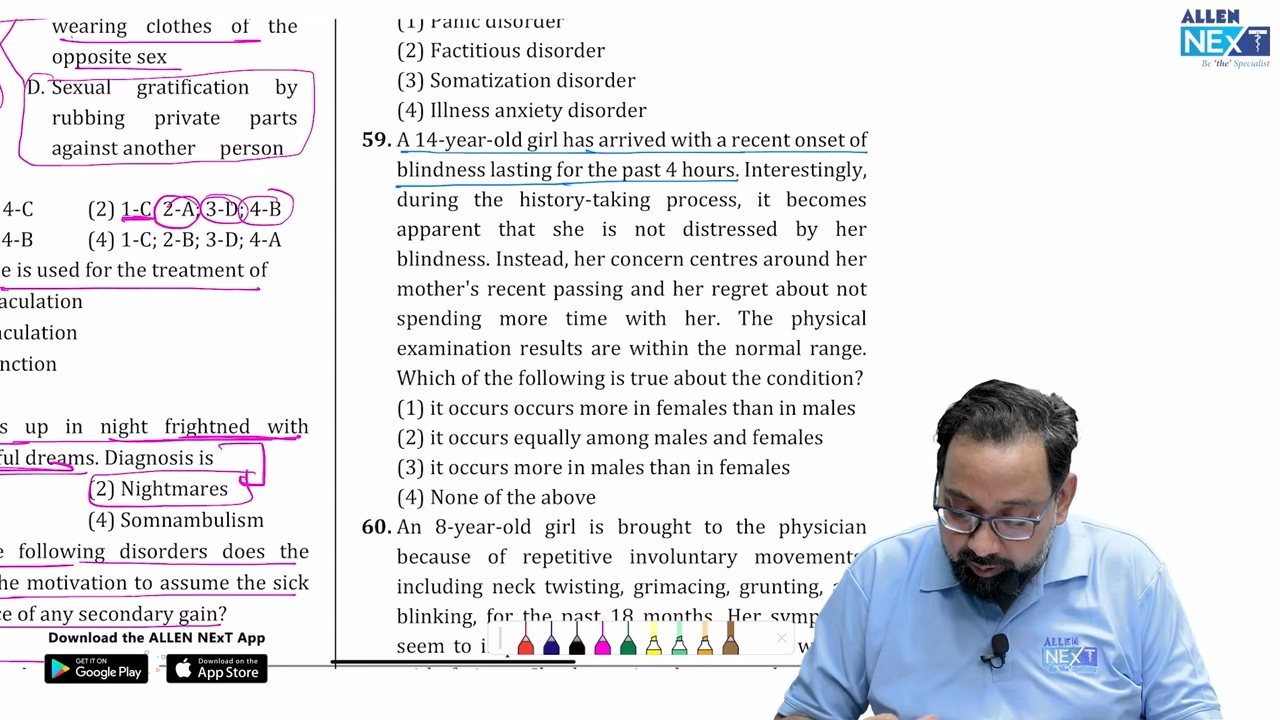 wearing clothes of the
opposite sex
D. Sexual gratification by
rubbing private parts
against another person
4-C (2) 1-C; 2-A; 3-D; 4-B
4-B (4) 1-C; 2-B; 3-D; 4-A
e is used for the treatment of
aculation
aculation
nction
s up in night frightned with
ful dreams. Diagnosis is
(2) Nightmares
(4) Somnambulism
e following disorders does the
he motivation to assume the sick
ce of any secondary gain?
Download the ALLEN NExT App
GET IT ON
Google Play
Download on the
App Store
(1) Panic disorder
(2) Factitious disorder
(3) Somatization disorder
(4) Illness anxiety disorder
59. A 14-year-old girl has arrived with a recent onset of
blindness lasting for the past 4 hours. Interestingly,
during the history-taking process, it becomes
apparent that she is not distressed by her
blindness. Instead, her concern centres around her
mother's recent passing and her regret about not
spending more time with her. The physical
examination results are within the normal range.
Which of the following is true about the condition?
(1) it occurs occurs more in females than in males
(2) it occurs equally among males and females
(3) it occurs more in males than in females
(4) None of the above
60. An 8-year-old girl is brought to the physician
because of repetitive involuntary movements
including neck twisting, grimacing, grunting,
blinking, for the past 18 months. Her symp
seem to
ALLEN
NEXT
Be 'the' Specialist
ALLEN
NEXT